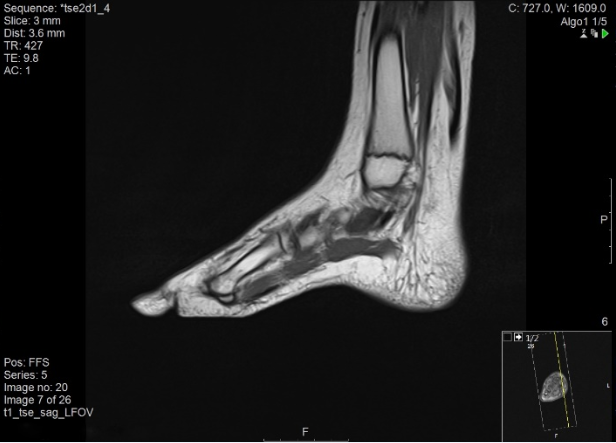 Sequence: *tse2d1_4
Slice: 3 mm
Dist: 3.6 mm
TR: 427
TE: 9.8
AC: 1
C: 727.0, W: 1609.0
Algo1 1/5
P
6
1/2
L
F
Pos: FFS
Series: 5
Image no: 20
Image 7 of 26
t1_tse_sag_LFOV
F